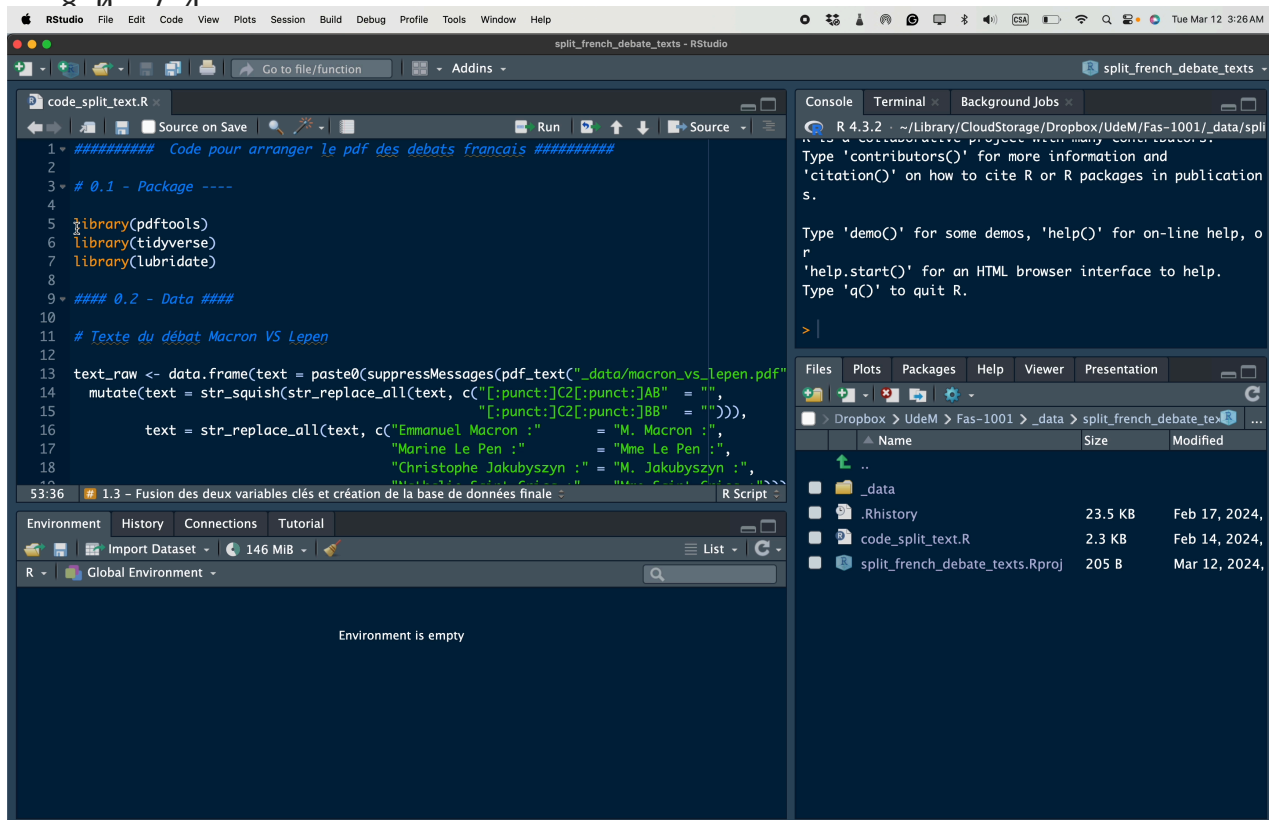 RStudio File Edit Code View Plots Session Build Debug Profile Tools Window Help CSA Tue Mar 12 3:26 AM
split_french_debate_texts - RStudio
Go to file/function Addins split_french_debate_texts
code_split_text.R
Source on Save Run Source
1 ########## Code pour arranger le pdf des debats francais ##########
2
3 # 0.1 - Package ----
4
5 library(pdftools)
6 library(tidyverse)
7 library(lubridate)
8
9 #### 0.2 - Data ####
10
11 # Texte du débat Macron VS Lepen
12
13 text_raw <- data.frame(text = paste0(suppressMessages(pdf_text("_data/macron_vs_lepen.pdf"
14 mutate(text = str_squish(str_replace_all(text, c("[:punct:]C2[:punct:]AB" = "",
15 "[:punct:]C2[:punct:]BB" = ""))),
16 text = str_replace_all(text, c("Emmanuel Macron :" = "M. Macron :",
17 "Marine Le Pen :" = "Mme Le Pen :",
18 "Christophe Jakubyszyn :" = "M. Jakubyszyn :",
53:36 # 1.3 – Fusion des deux variables clés et création de la base de données finale R Script
Environment History Connections Tutorial
Import Dataset 146 MiB List
R Global Environment
Environment is empty
Console Terminal Background Jobs
R 4.3.2 · ~/Library/CloudStorage/Dropbox/UdeM/Fas-1001/_data/spli
R is a collaborative project with many contributors.
Type 'contributors()' for more information and
'citation()' on how to cite R or R packages in publication
s.
Type 'demo()' for some demos, 'help()' for on-line help, o
r
'help.start()' for an HTML browser interface to help.
Type 'q()' to quit R.
>
Files Plots Packages Help Viewer Presentation
Dropbox > UdeM > Fas-1001 > _data > split_french_debate_tex ...
Name Size Modified
..
_data
.Rhistory 23.5 KB Feb 17, 2024,
code_split_text.R 2.3 KB Feb 14, 2024,
split_french_debate_texts.Rproj 205 B Mar 12, 2024,